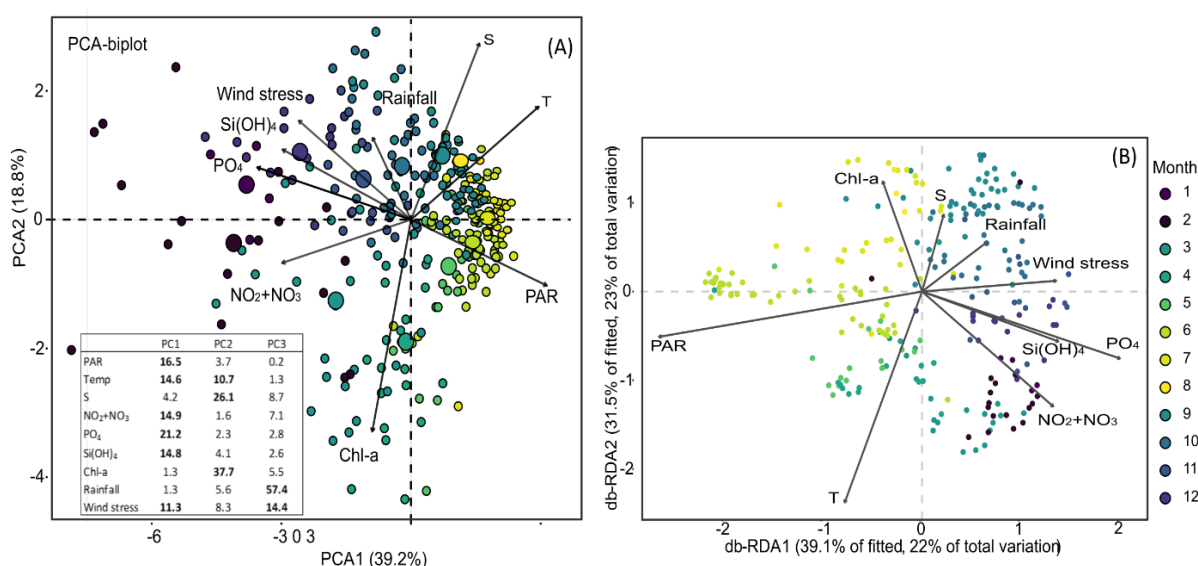 PCA-biplot
(A)
S
T
Wind stress
Rainfall
Si(OH)₄
PO₄
NO₂+NO₃
PAR
Chl-a
2
0
-2
-4
PCA2 (18.8%)
-6
-3 0 3
PCA1 (39.2%)
PC1 PC2 PC3
PAR 16.5 3.7 0.2
Temp 14.6 10.7 1.3
S 4.2 26.1 8.7
NO₂+NO₃ 14.9 1.6 7.1
PO₄ 21.2 2.3 2.8
Si(OH)₄ 14.8 4.1 2.6
Chl-a 1.3 37.7 5.5
Rainfall 1.3 5.6 57.4
Wind stress 11.3 8.3 14.4
(B)
Chl-a
S
Rainfall
Wind stress
PAR
Si(OH)₄
PO₄
NO₂+NO₃
T
1
0
-1
-2
db-RDA2 (31.5% of fitted, 23% of total variation)
-2 -1 0 1 2
db-RDA1 (39.1% of fitted, 22% of total variation)
Month
1
2
3
4
5
6
7
8
9
10
11
12